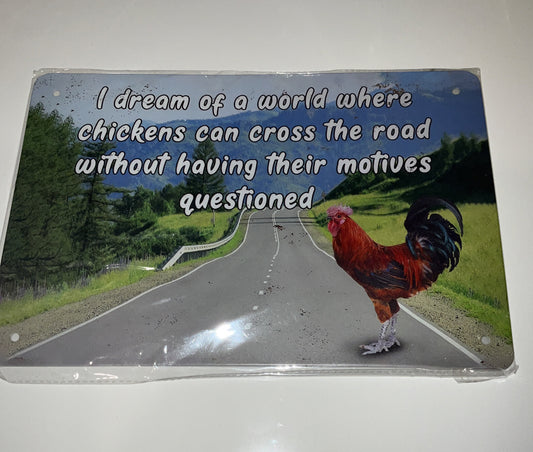 I dream of a world where
chickens can cross the road
without having their motives
questioned